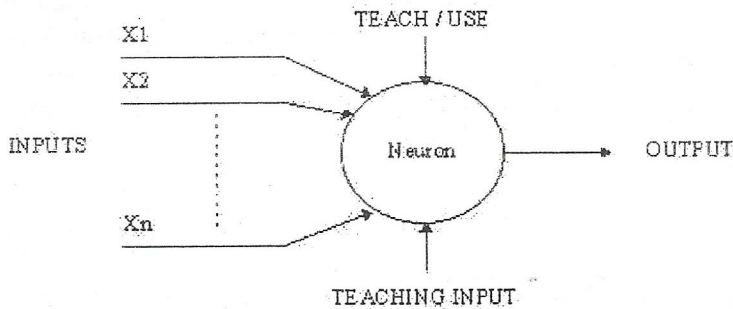 TEACH / USE
X1
X2
INPUTS
Neuron
OUTPUT
Xn
TEACHING INPUT